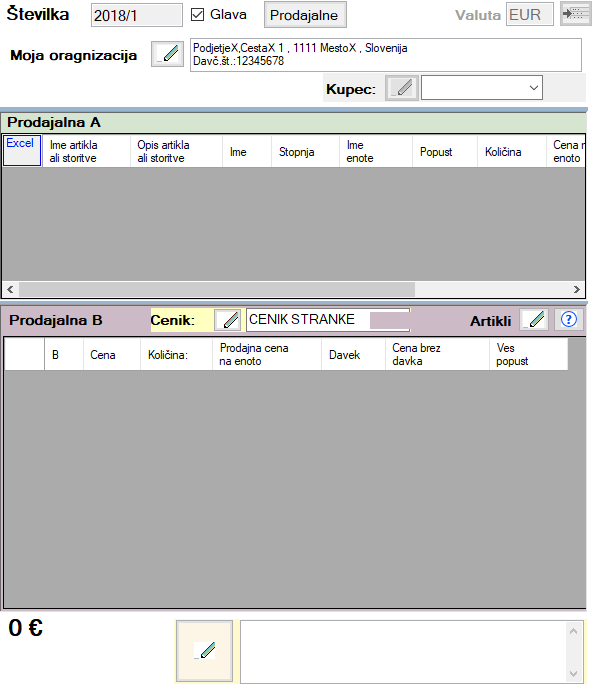 Številka 2018/1 Glava Prodajalne Valuta EUR
Moja oragnizacija
PodjetjeX,CestaX 1 , 1111 MestoX , Slovenija
Davč.št.:12345678
Kupec:
Prodajalna A
Excel
Ime artikla
ali storitve
Opis artikla
ali storitve
Ime
Stopnja
Ime
enote
Popust
Količina
Cena
enoto
Prodajalna B Cenik: CENIK STRANKE Artikli ?
B
Cena
Količina:
Prodajna cena
na enoto
Davek
Cena brez
davka
Ves
popust
0 €